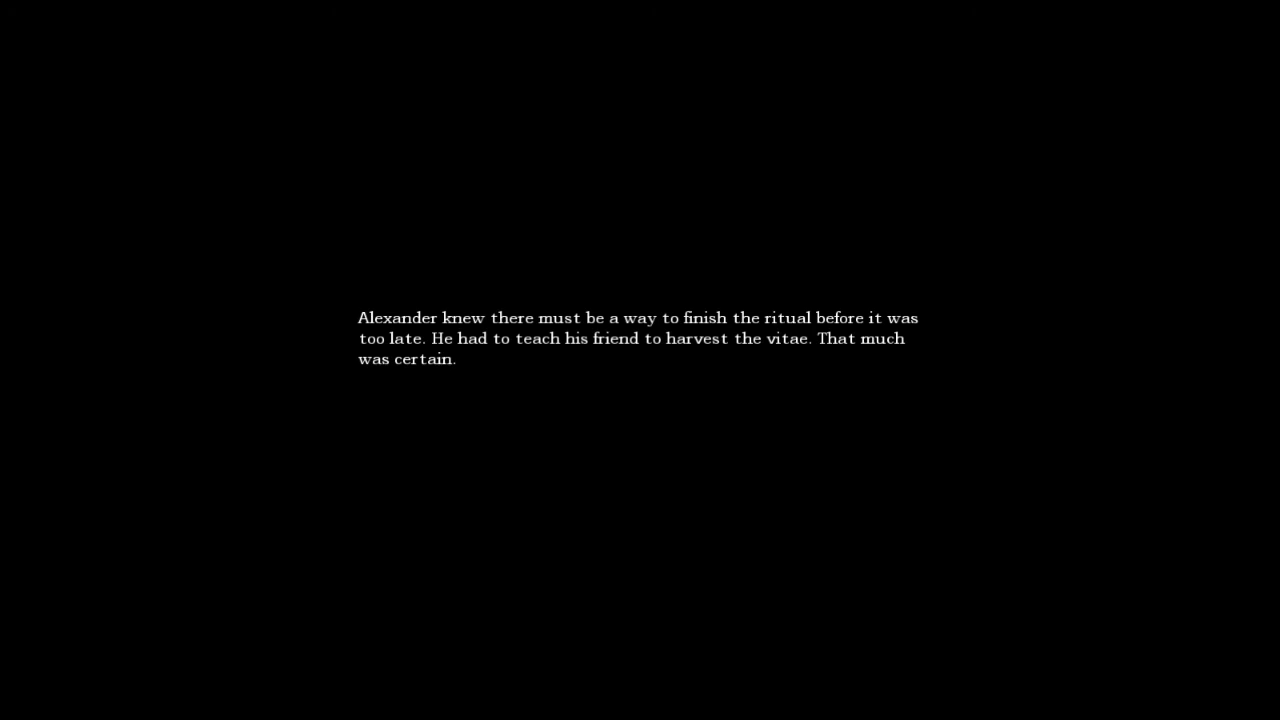 Alexander knew there must be a way to finish the ritual before it was
too late. He had to teach his friend to harvest the vitae. That much
was certain.